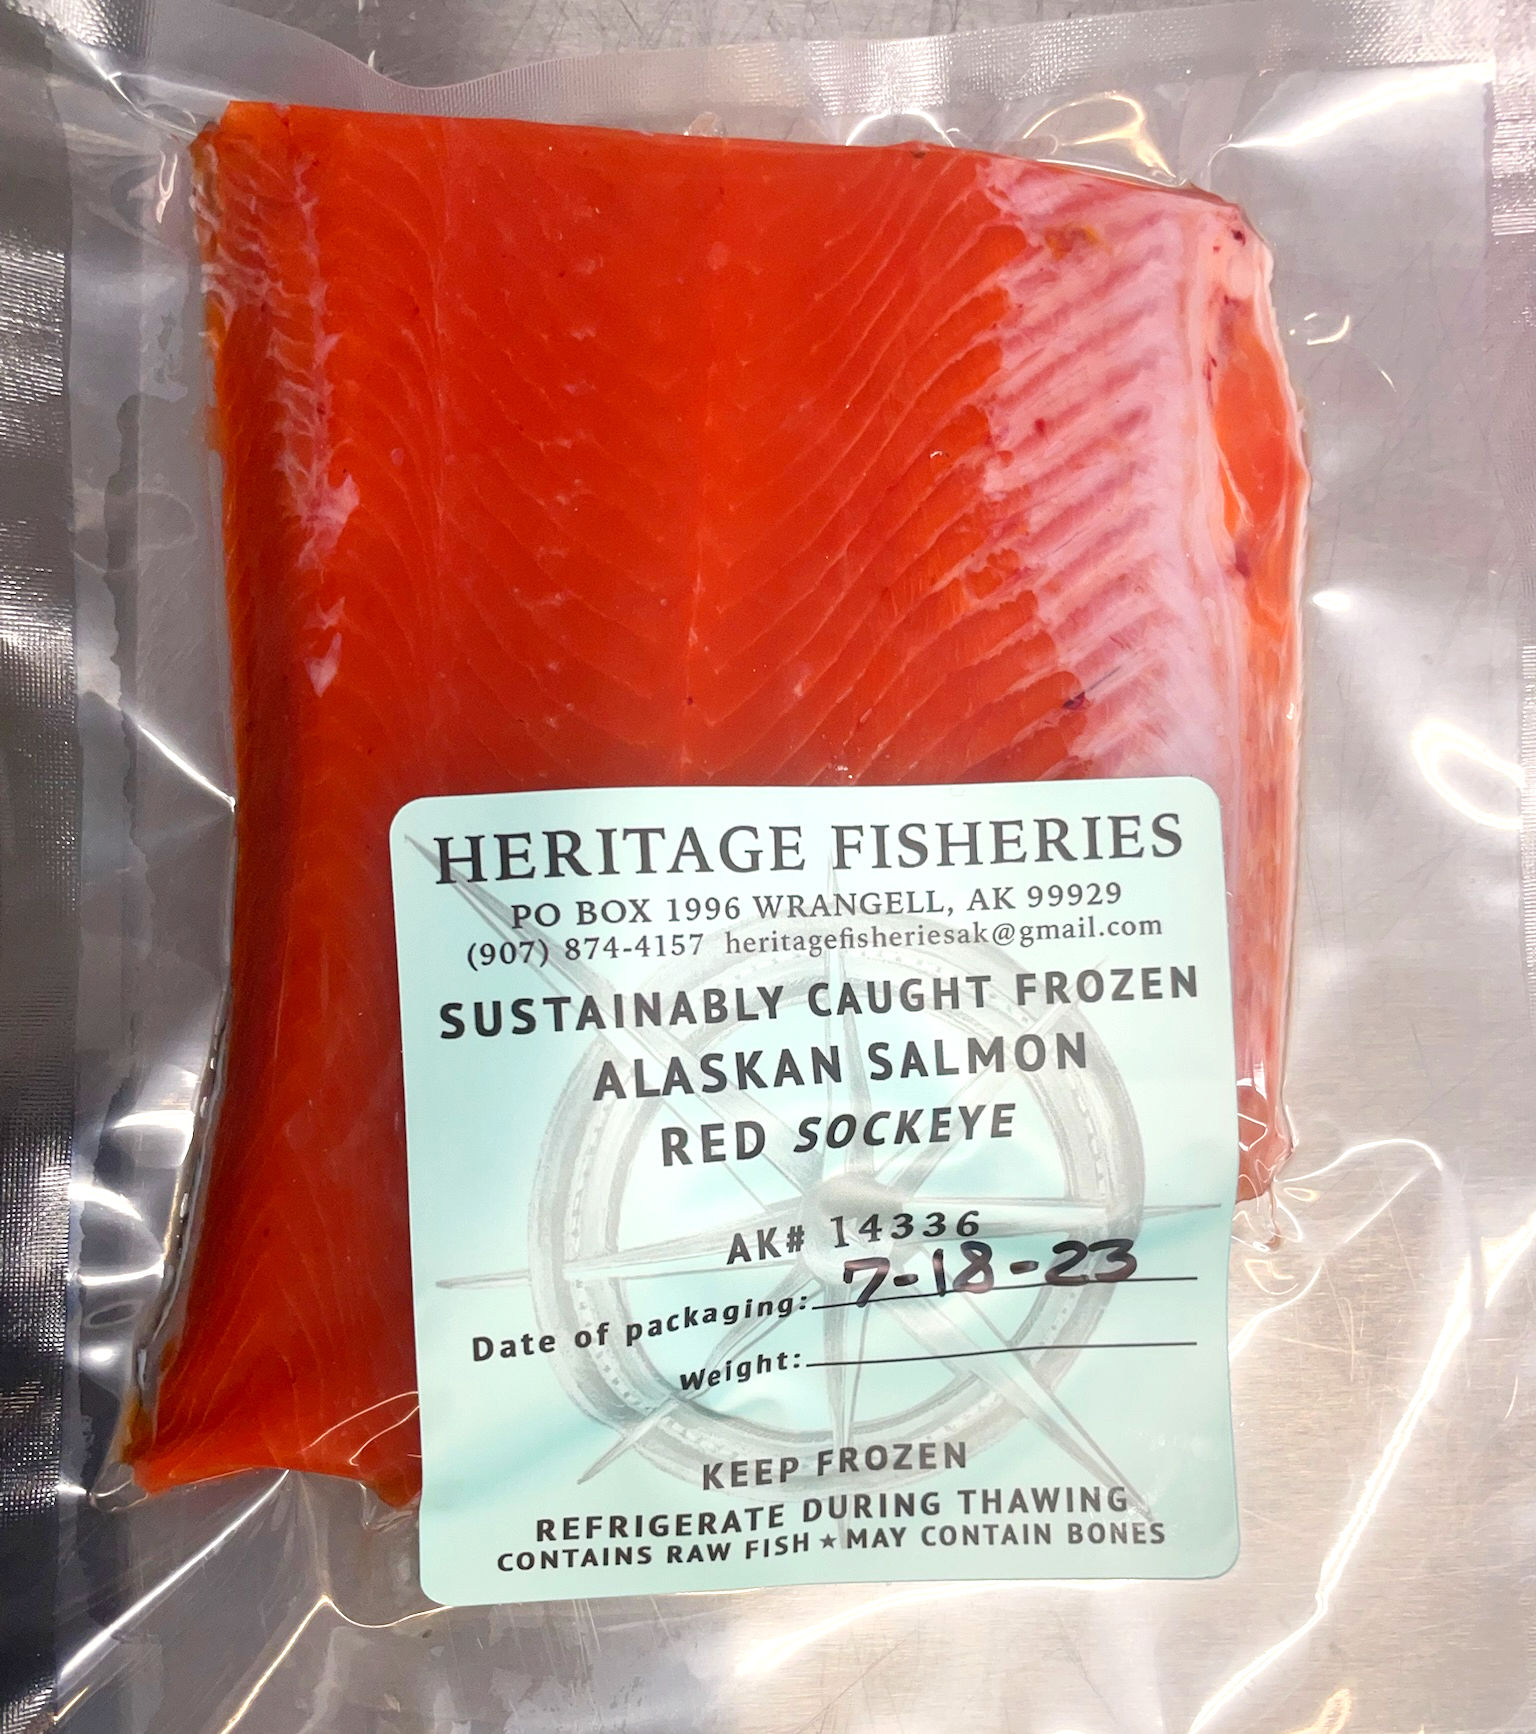 HERITAGE FISHERIES
PO BOX 1996 WRANGELL, AK 99929
(907) 874-4157 heritagefisheriesak@gmail.com
SUSTAINABLY CAUGHT FROZEN
ALASKAN SALMON
RED SOCKEYE
AK# 14336
Date of packaging: 7-18-23
Weight:
KEEP FROZEN
REFRIGERATE DURING THAWING
CONTAINS RAW FISH ★ MAY CONTAIN BONES